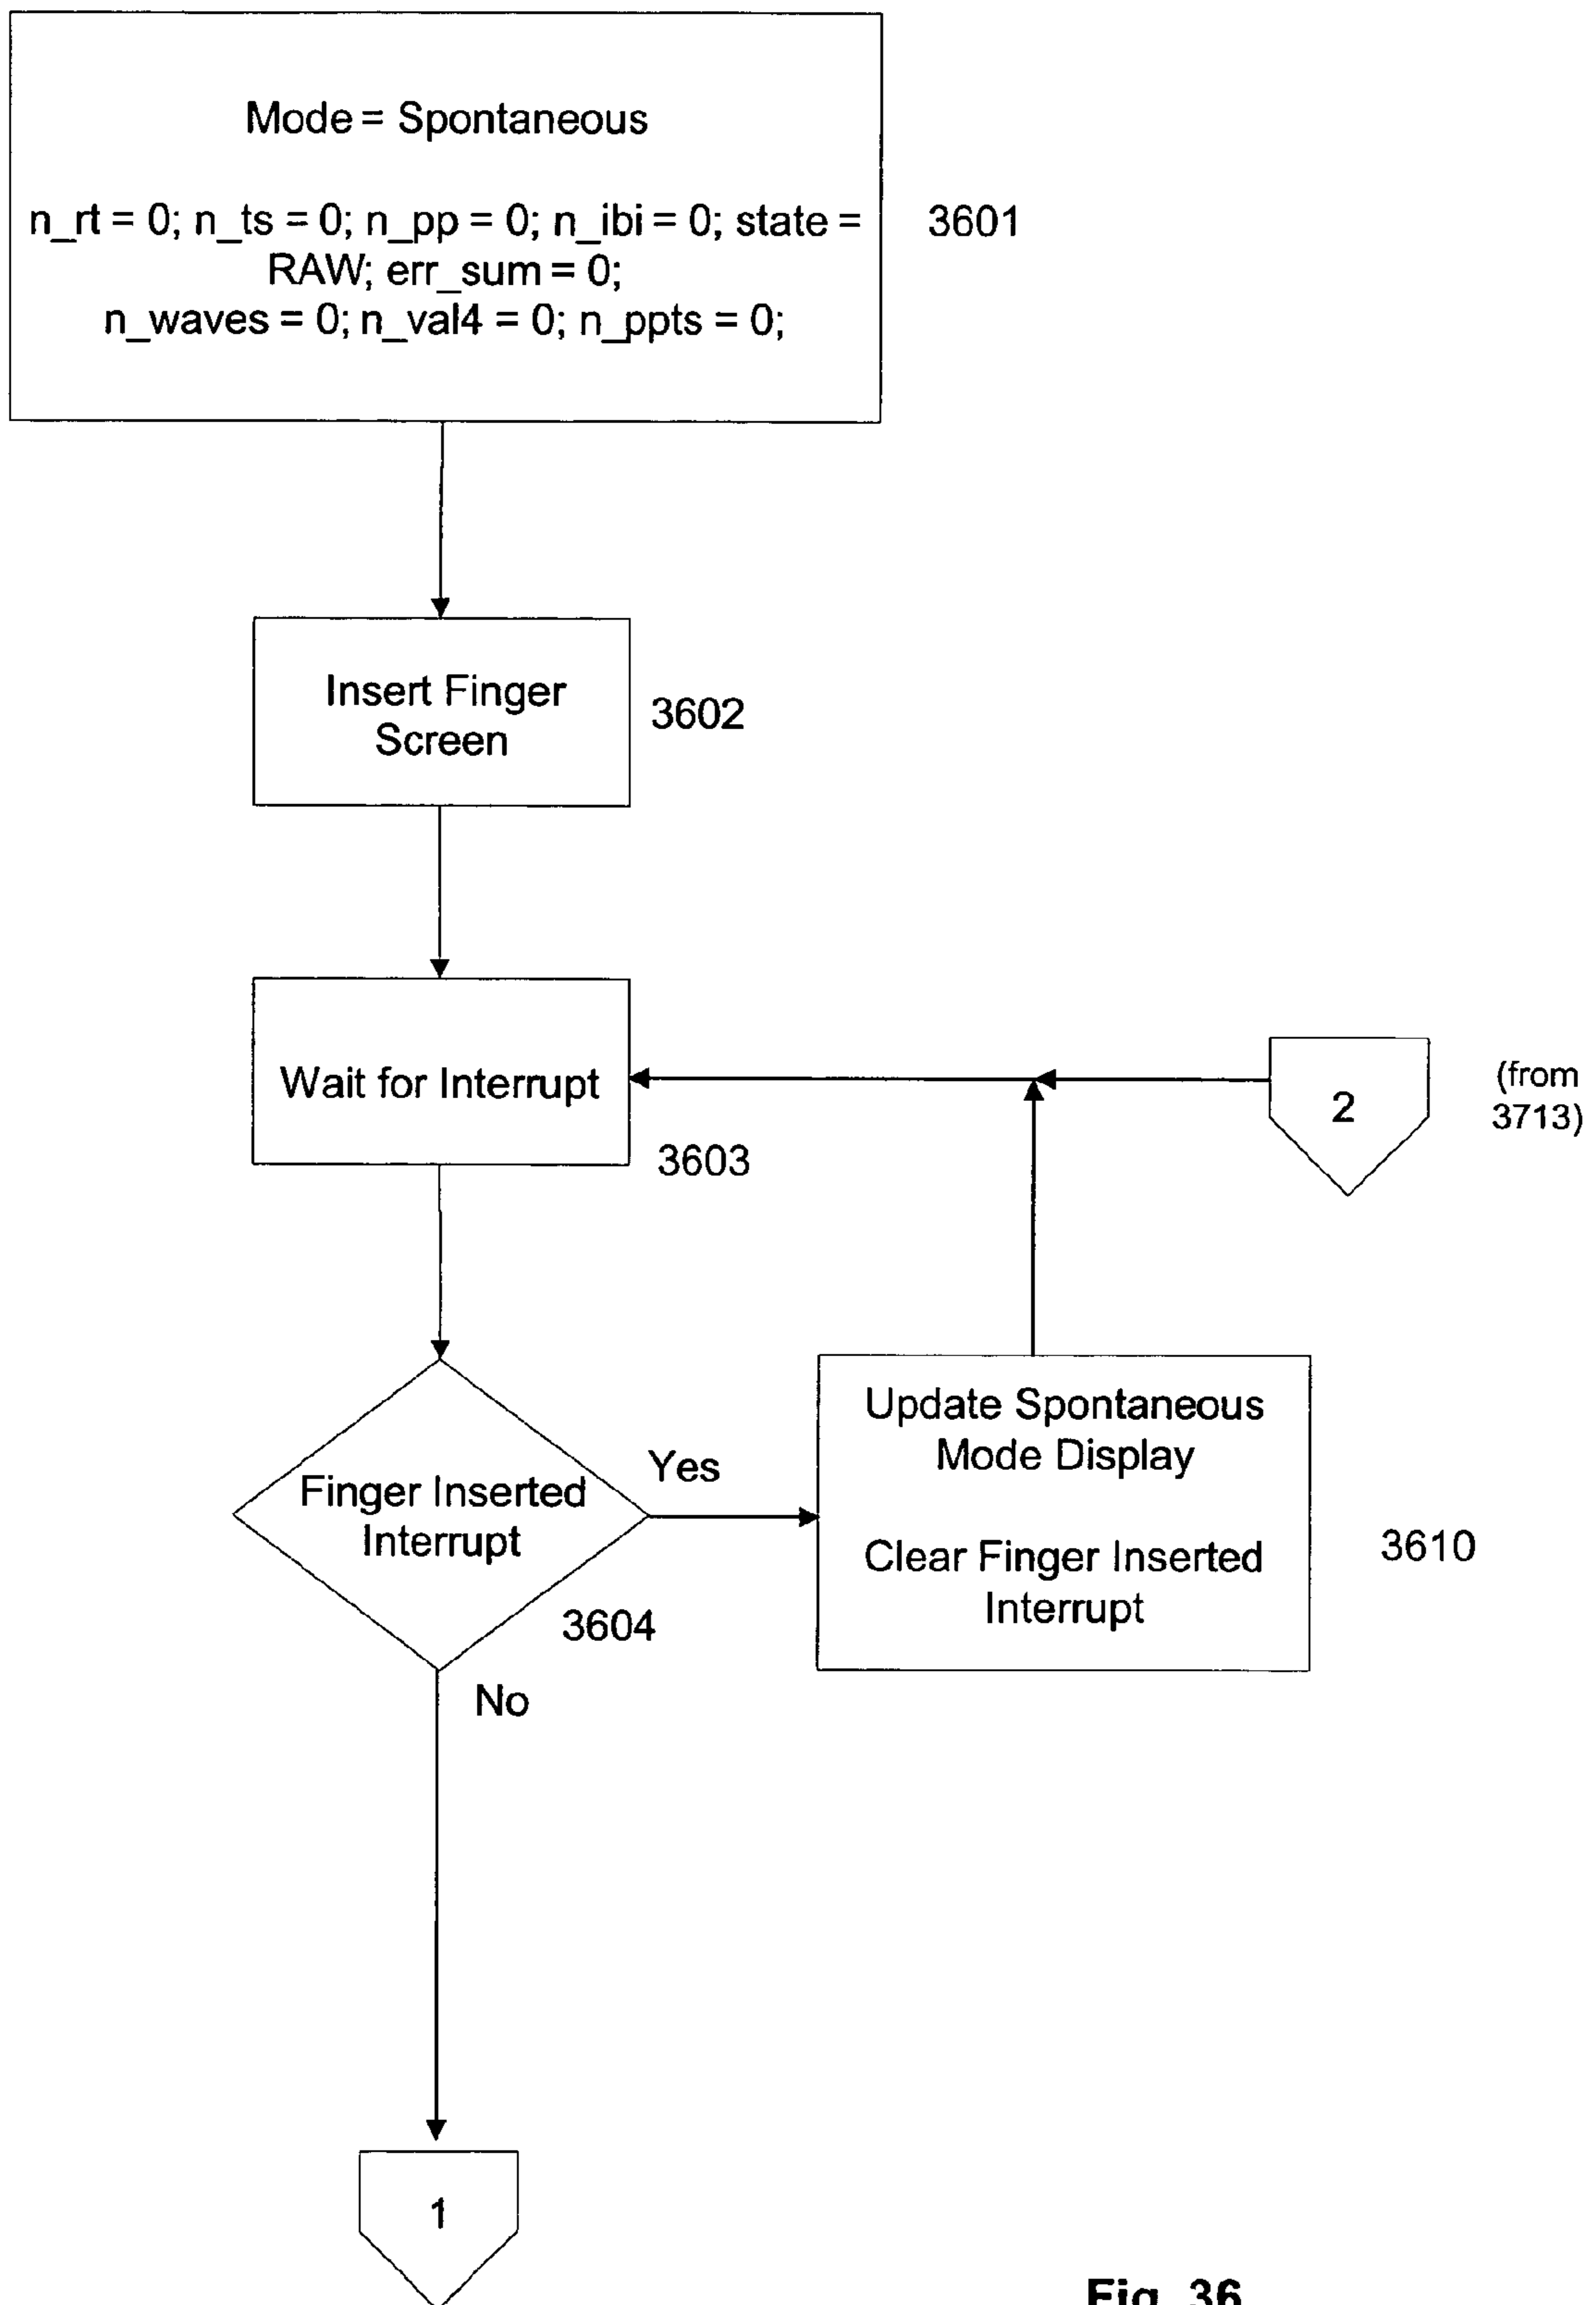 Mode = Spontaneous
n_rt = 0; n_ts = 0; n_pp = 0; n_ibi = 0; state =
RAW; err_sum = 0;
n_waves = 0; n_val4 = 0; n_ppts = 0;
3601
Insert Finger
Screen
3602
Wait for Interrupt
3603
2
(from
3713)
Finger Inserted
Interrupt
3604
Yes
No
Update Spontaneous
Mode Display
Clear Finger Inserted
Interrupt
3610
1
Fig. 36